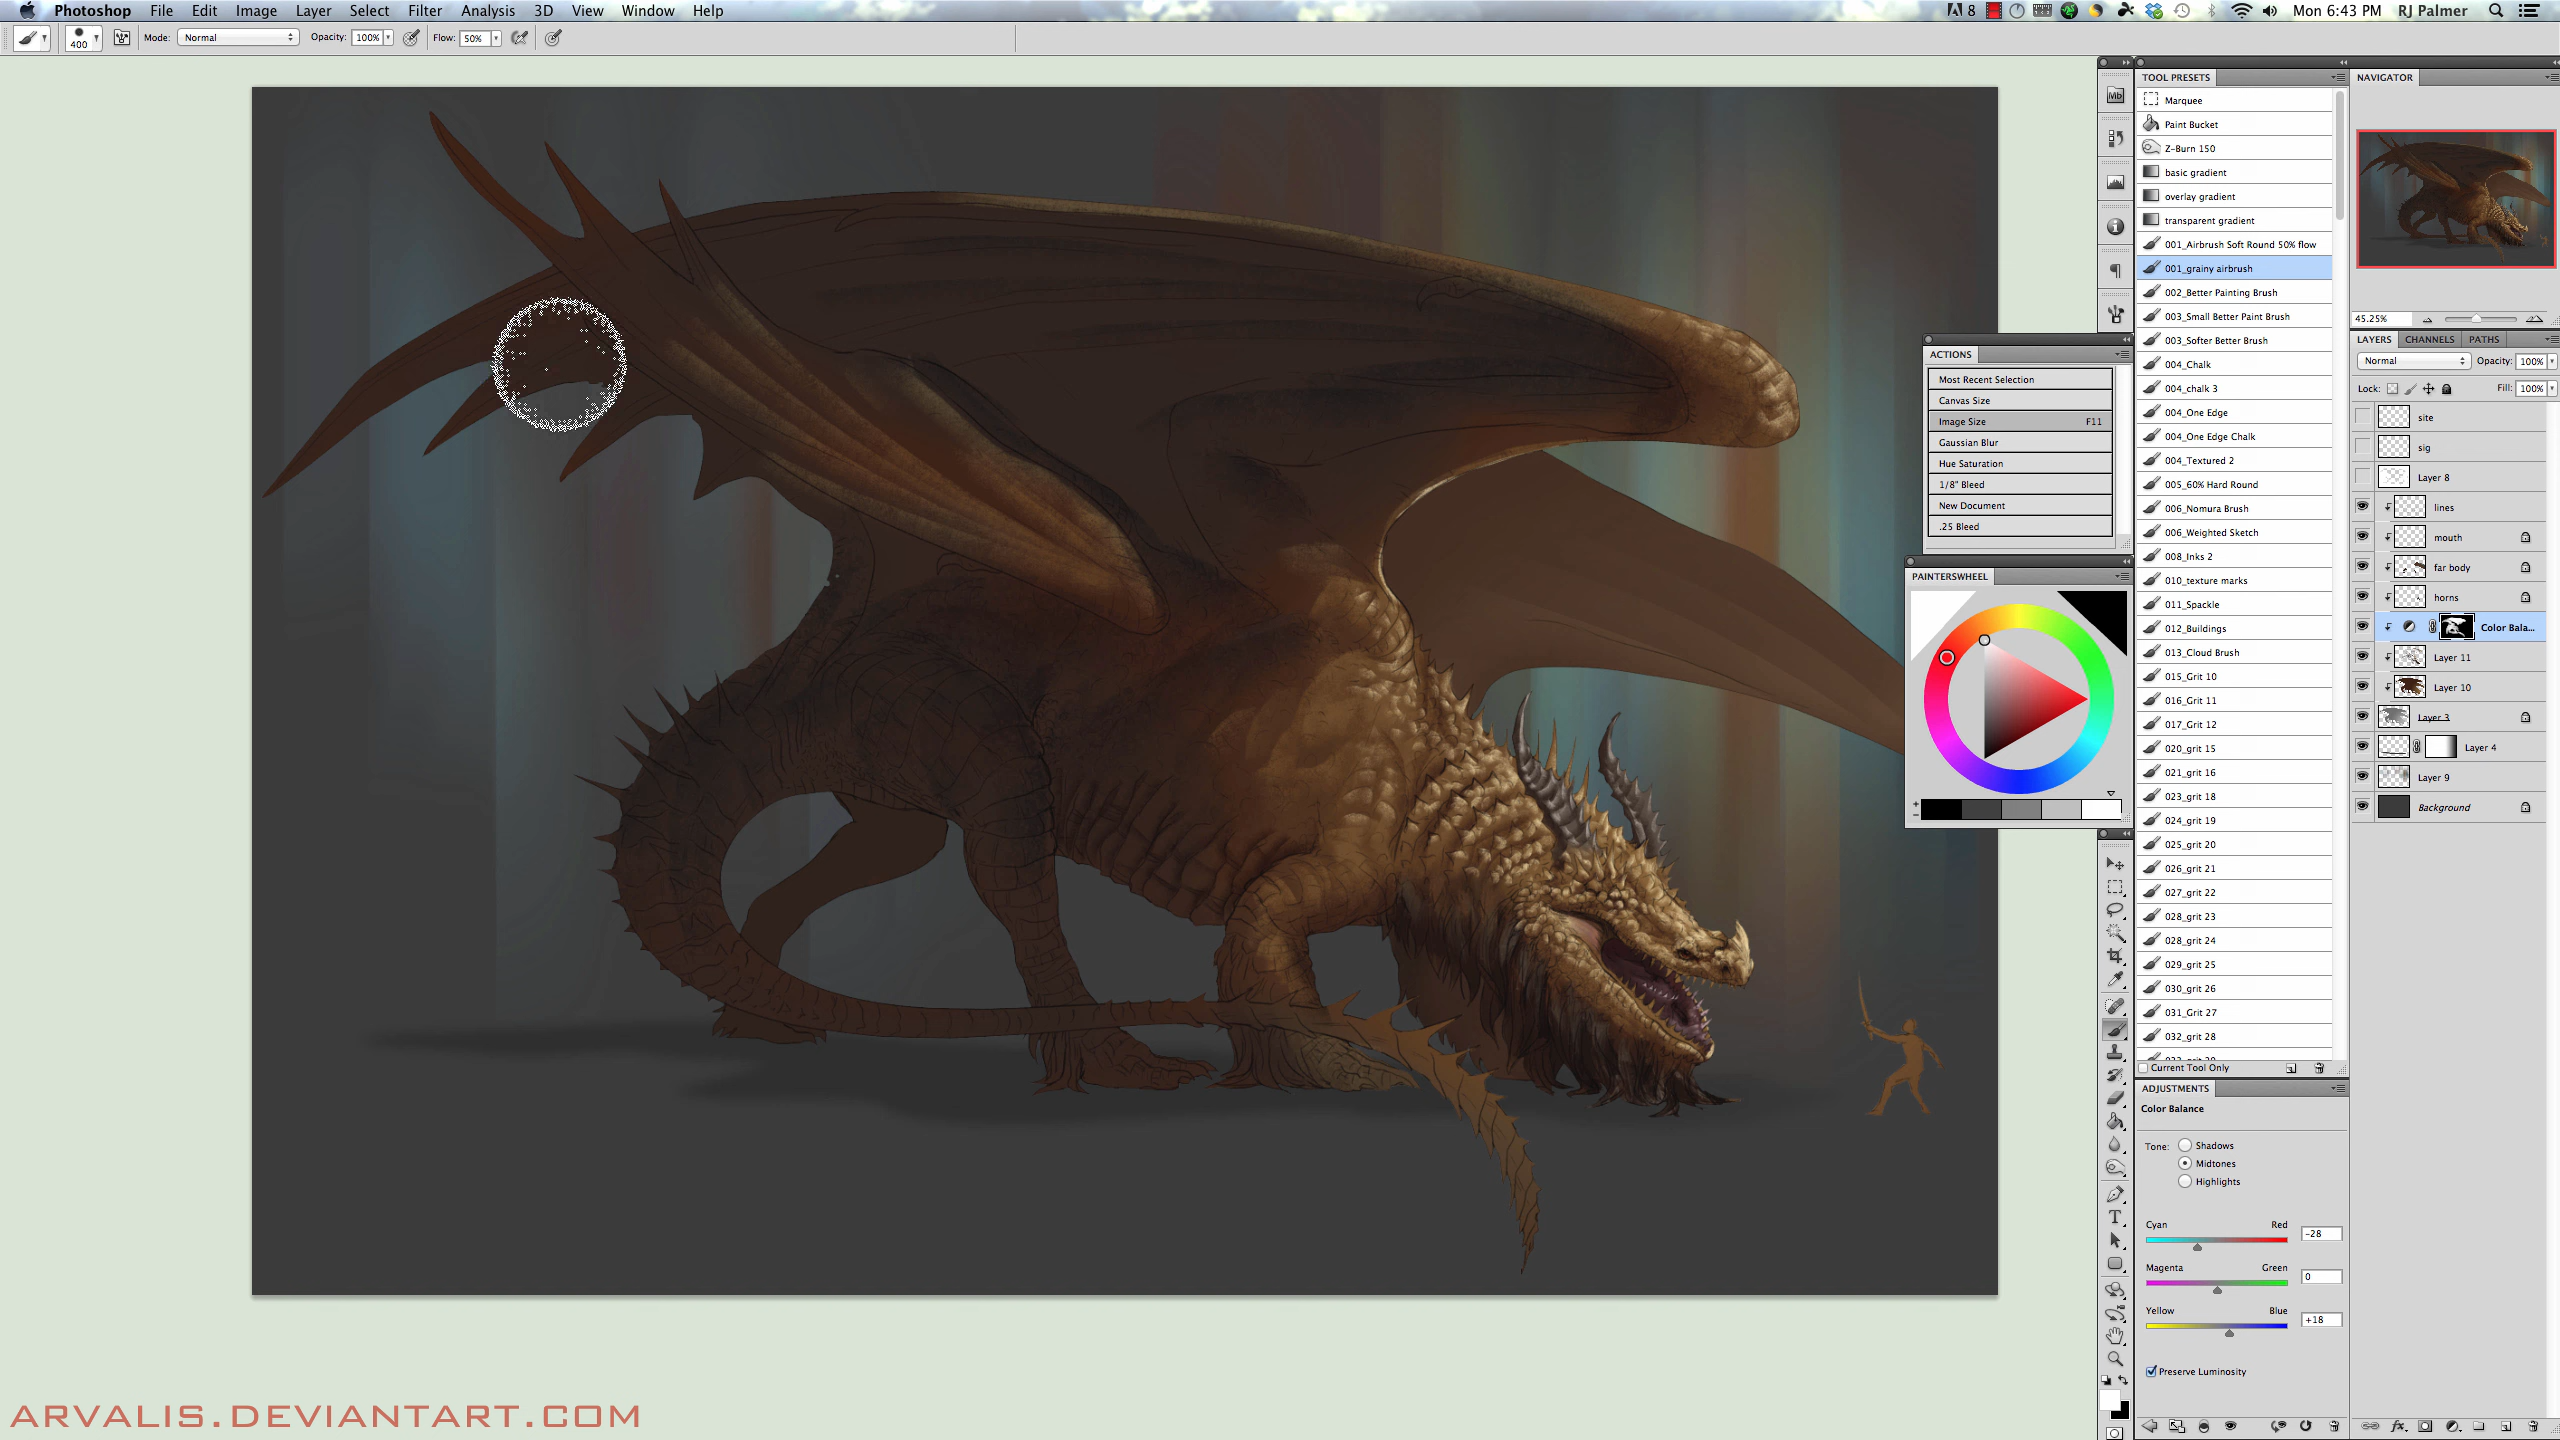 Photoshop File Edit Image Layer Select Filter Analysis 3D View Window Help
8 Mon 6:43 PM RJ Palmer
400 Mode: Normal Opacity: 100% Flow: 50%
TOOL PRESETS
Marquee
Paint Bucket
Z-Burn 150
basic gradient
overlay gradient
transparent gradient
001_Airbrush Soft Round 50% flow
001_grainy airbrush
002_Better Painting Brush
003_Small Better Paint Brush
003_Softer Better Brush
004_Chalk
004_chalk 3
004_One Edge
004_One Edge Chalk
004_Textured 2
005_60% Hard Round
006_Nomura Brush
006_Weighted Sketch
008_Inks 2
010_texture marks
011_Spackle
012_Buildings
013_Cloud Brush
015_Grit 10
016_Grit 11
017_Grit 12
020_grit 15
021_grit 16
023_grit 18
024_grit 19
025_grit 20
026_grit 21
027_grit 22
028_grit 23
028_grit 24
029_grit 25
030_grit 26
031_Grit 27
032_grit 28
Current Tool Only
NAVIGATOR
45.25%
LAYERS CHANNELS PATHS
Normal Opacity: 100%
Lock: Fill: 100%
site
sig
Layer 8
lines
mouth
far body
horns
Color Bala...
Layer 11
Layer 10
Layer 3
Layer 4
Layer 9
Background
Mb
ACTIONS
Most Recent Selection
Canvas Size
Image Size F11
Gaussian Blur
Hue Saturation
1/8" Bleed
New Document
.25 Bleed
PAINTERSWHEEL
ADJUSTMENTS
Color Balance
Tone: Shadows
Midtones
Highlights
Cyan Red -28
Magenta Green 0
Yellow Blue +18
Preserve Luminosity
ARVALIS.DEVIANTART.COM